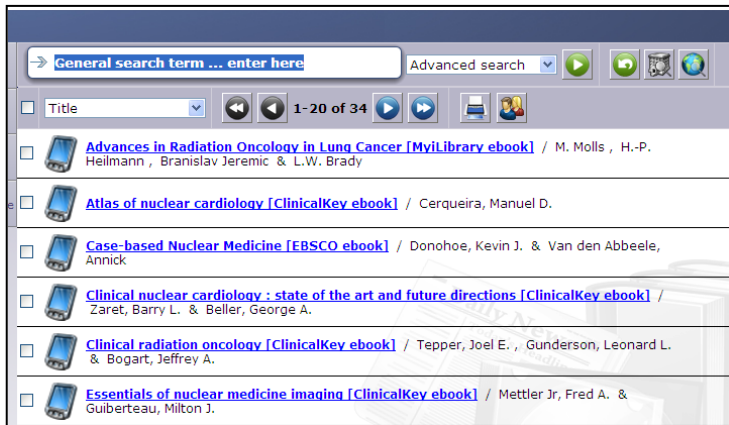 General search term ... enter here
Advanced search
Title
1-20 of 34
Advances in Radiation Oncology in Lung Cancer [MyiLibrary ebook] / M. Molls , H.-P.
Heilmann , Branislav Jeremic & L.W. Brady
e
Atlas of nuclear cardiology [ClinicalKey ebook] / Cerqueira, Manuel D.
Case-based Nuclear Medicine [EBSCO ebook] / Donohoe, Kevin J. & Van den Abbeele,
Annick
Clinical nuclear cardiology : state of the art and future directions [ClinicalKey ebook] /
Zaret, Barry L. & Beller, George A.
Clinical radiation oncology [ClinicalKey ebook] / Tepper, Joel E. , Gunderson, Leonard L.
& Bogart, Jeffrey A.
Essentials of nuclear medicine imaging [ClinicalKey ebook] / Mettler Jr, Fred A. &
Guiberteau, Milton J.